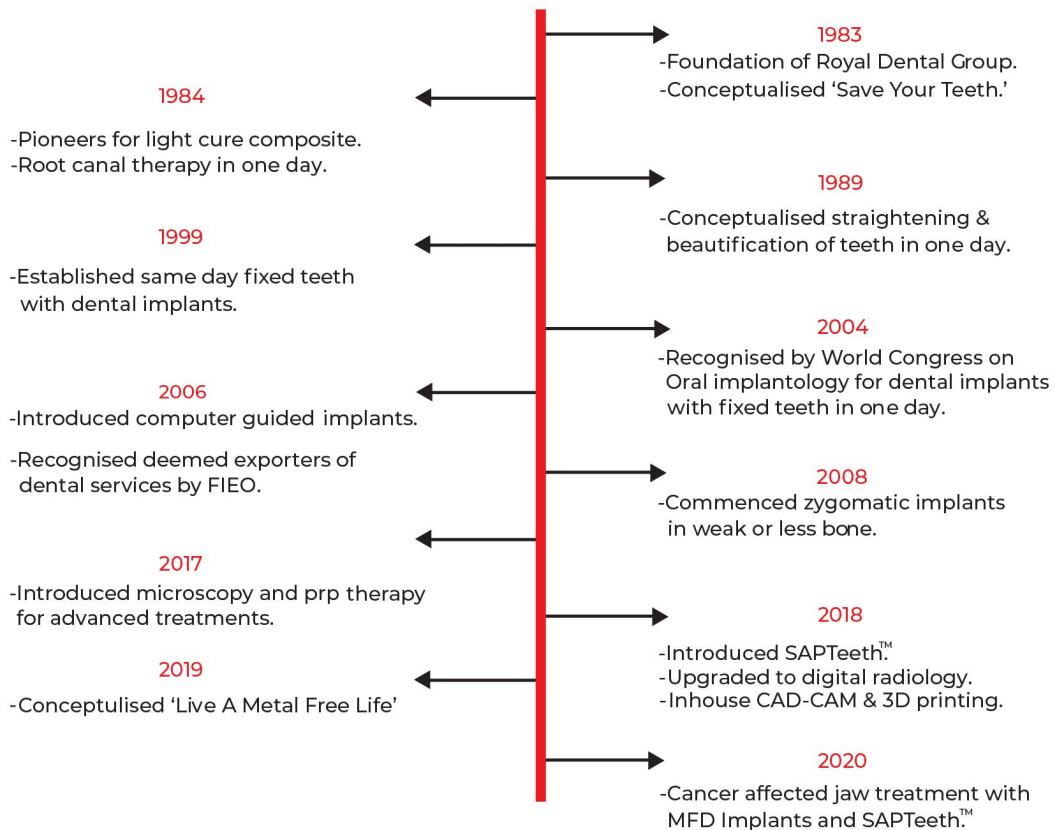 1983
-Foundation of Royal Dental Group.
-Conceptualised ‘Save Your Teeth.’
1984
-Pioneers for light cure composite.
-Root canal therapy in one day.
1989
-Conceptualised straightening &
beautification of teeth in one day.
1999
-Established same day fixed teeth
with dental implants.
2004
-Recognised by World Congress on
Oral implantology for dental implants
with fixed teeth in one day.
2006
-Introduced computer guided implants.
-Recognised deemed exporters of
dental services by FIEO.
2008
-Commenced zygomatic implants
in weak or less bone.
2017
-Introduced microscopy and prp therapy
for advanced treatments.
2018
-Introduced SAPTeeth.™
-Upgraded to digital radiology.
-Inhouse CAD-CAM & 3D printing.
2019
-Conceptulised ‘Live A Metal Free Life’
2020
-Cancer affected jaw treatment with
MFD Implants and SAPTeeth.™